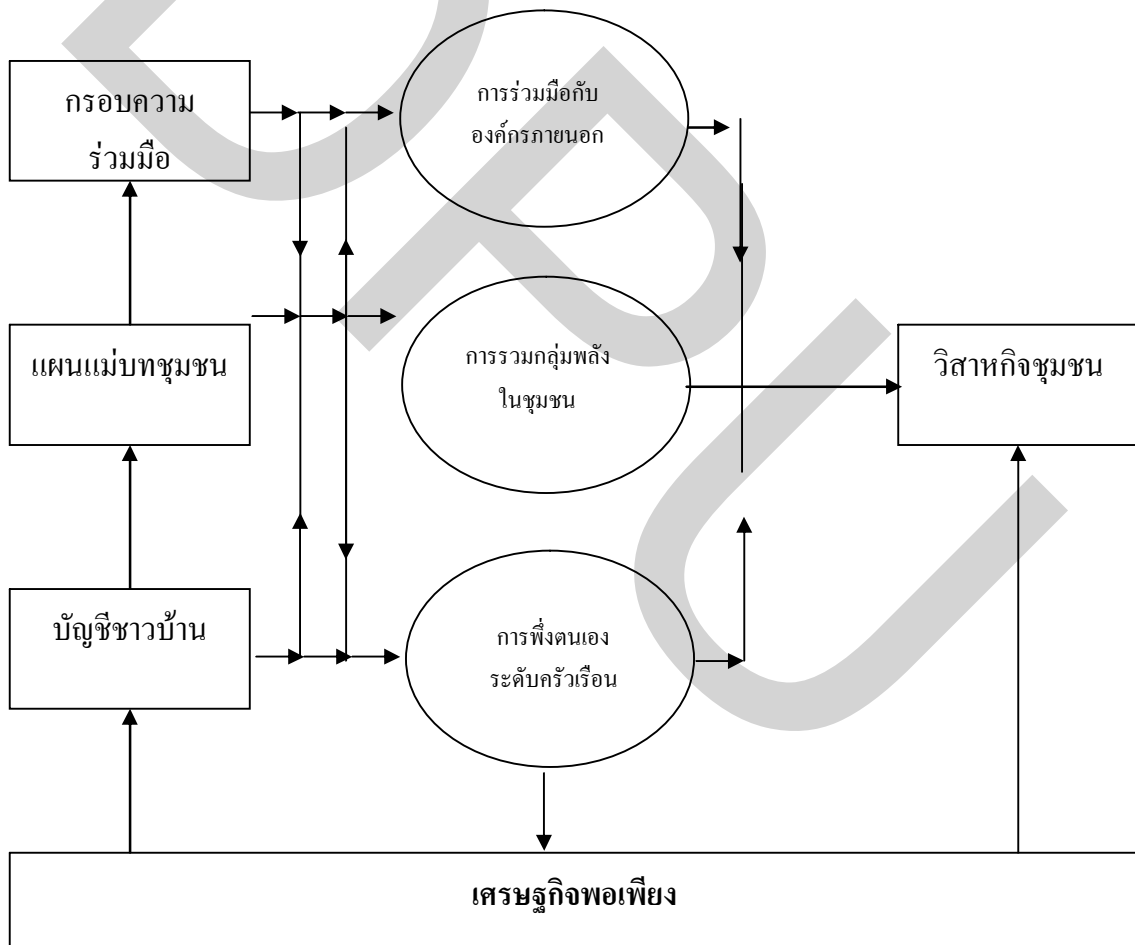 กรอบความ
ร่วมมือ
การร่วมมือกับ
องค์กรภายนอก
แผนแม่บทชุมชน
การรวมกลุ่มพลัง
ในชุมชน
วิสาหกิจชุมชน
บัญชีชาวบ้าน
การพึ่งตนเอง
ระดับครัวเรือน
เศรษฐกิจพอเพียง
DPU